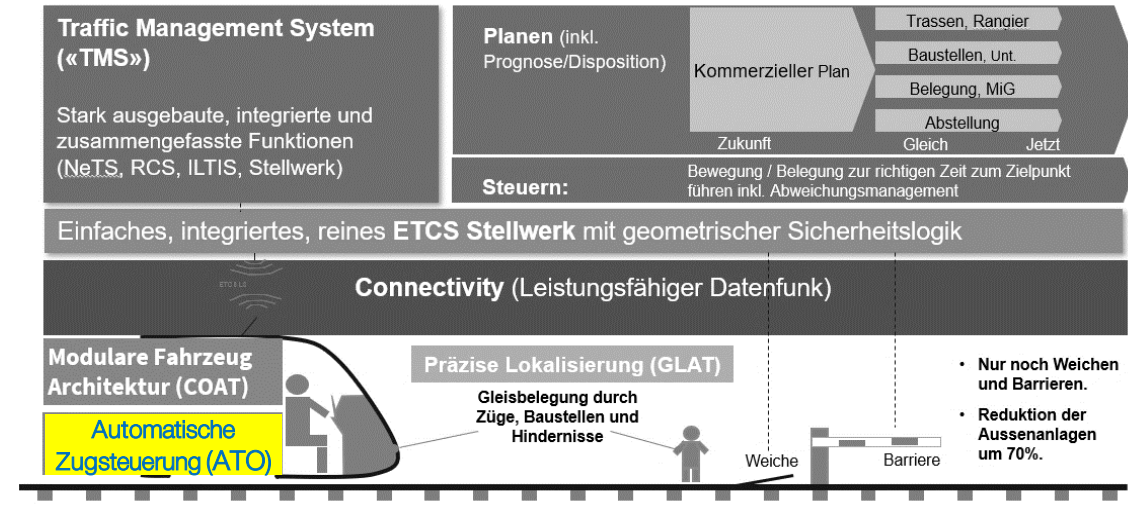 Traffic Management System
(«TMS»)
Stark ausgebaute, integrierte und
zusammengefasste Funktionen
(NeTS, RCS, ILTIS, Stellwerk)
Planen (inkl.
Prognose/Disposition)
Kommerzieller Plan
Trassen, Rangier
Baustellen, Unt.
Belegung, MiG
Abstellung
Zukunft
Gleich
Jetzt
Steuern:
Bewegung / Belegung zur richtigen Zeit zum Zielpunkt
führen inkl. Abweichungsmanagement
Einfaches, integriertes, reines ETCS Stellwerk mit geometrischer Sicherheitslogik
Connectivity (Leistungsfähiger Datenfunk)
Modulare Fahrzeug
Architektur (COAT)
Automatische
Zugsteuerung (ATO)
Präzise Lokalisierung (GLAT)
Gleisbelegung durch
Züge, Baustellen und
Hindernisse
Weiche
Barriere
• Nur noch Weichen
und Barrieren.
• Reduktion der
Aussenanlagen
um 70%.